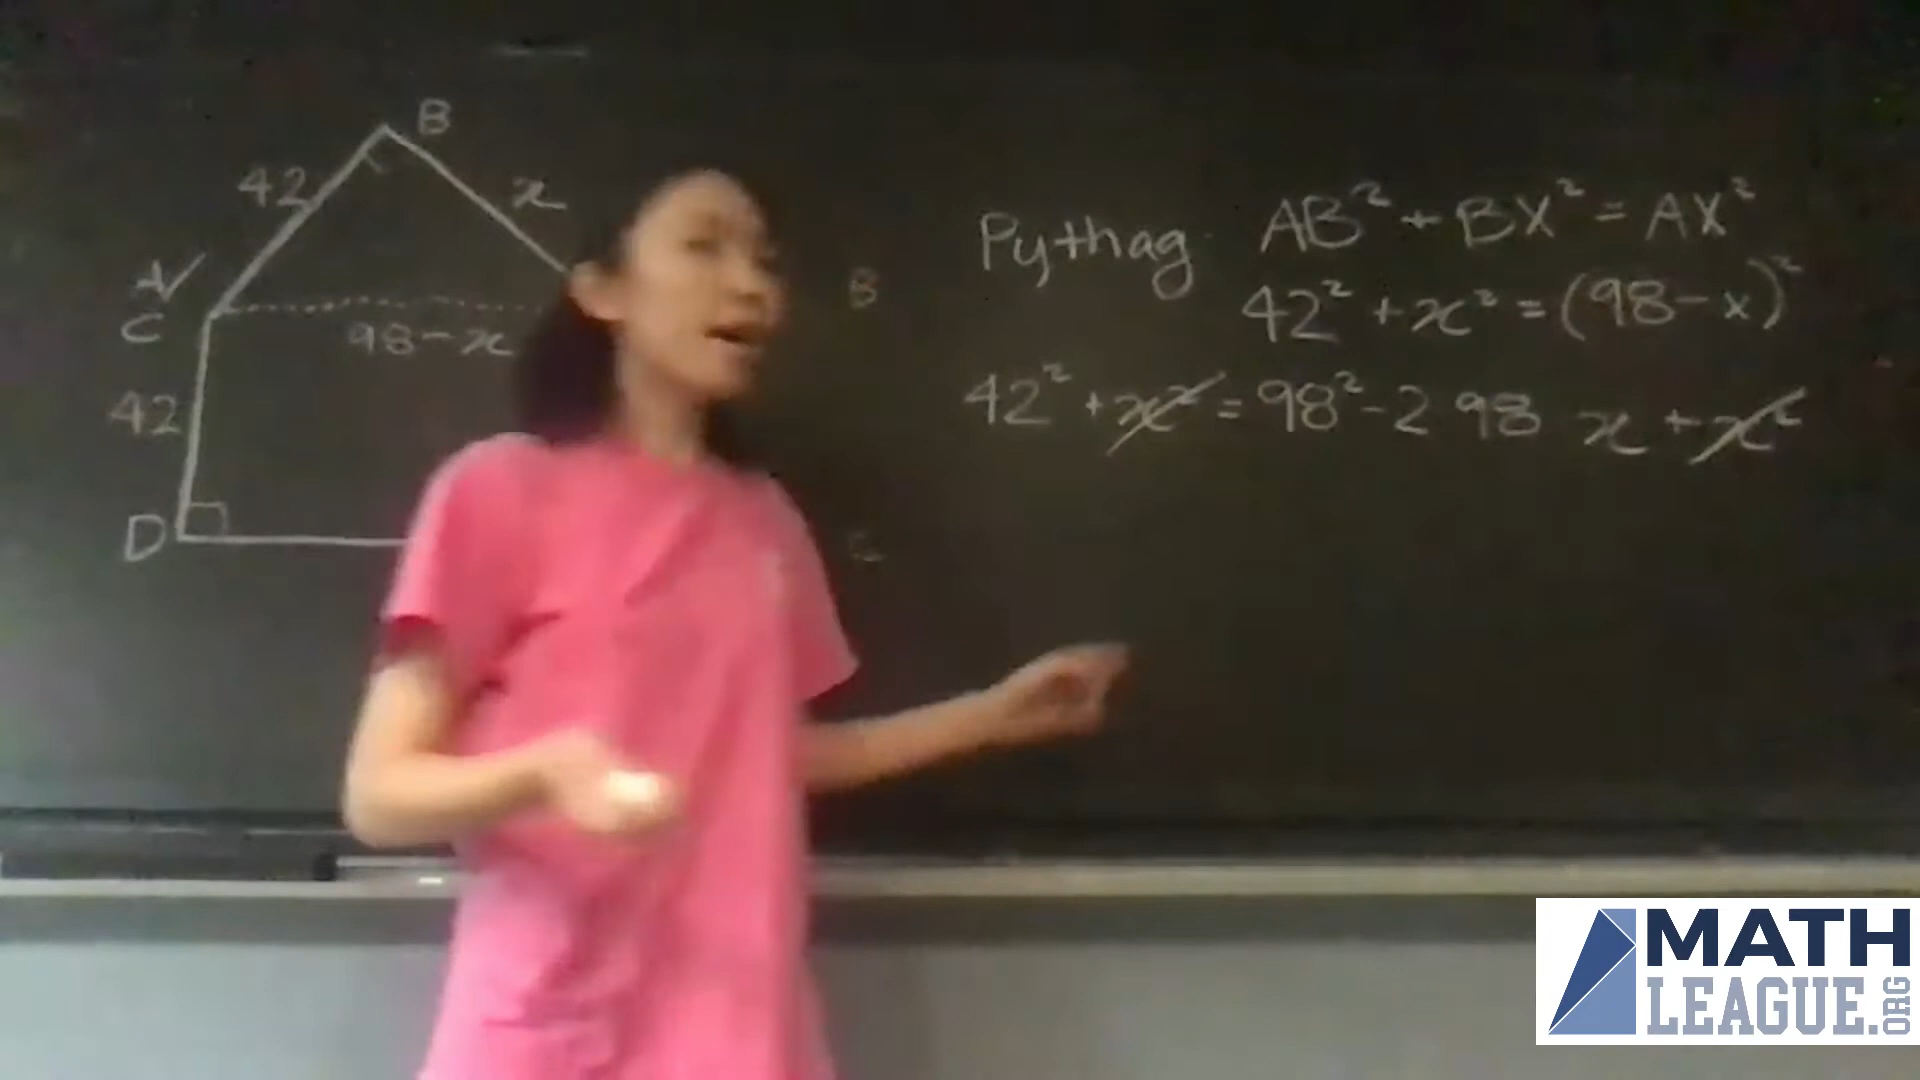 B
42
x
C
98-x
42
D
B
Pythag. AB² + BX² = AX²
42² + x² = (98-x)²
42² + x² = 98² - 2 98 x + x²
MATH
LEAGUE.ORG